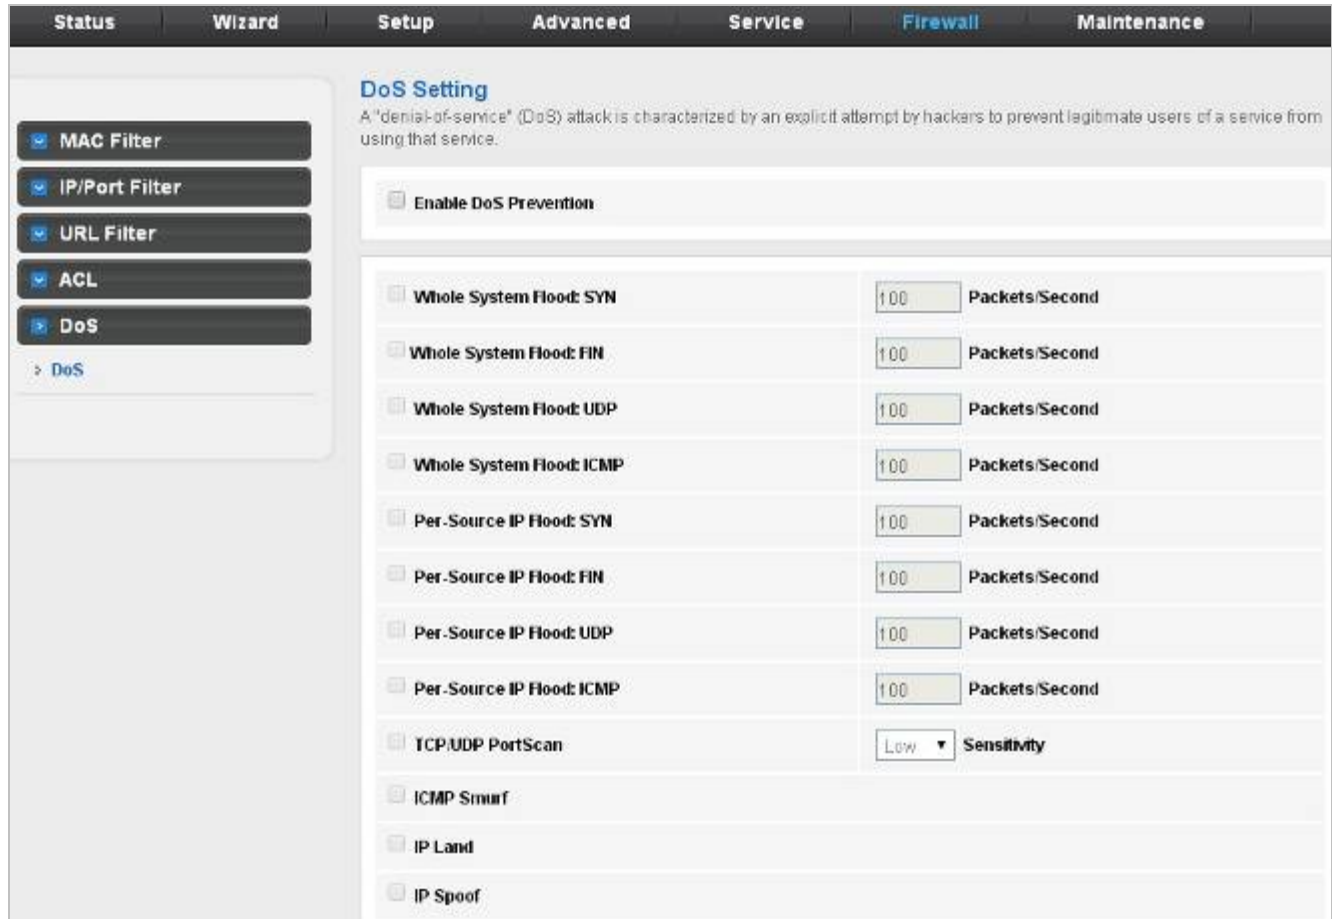 Status Wizard Setup Advanced Service Firewall Maintenance
MAC Filter
IP/Port Filter
URL Filter
ACL
DoS
DoS
DoS Setting
A "denial-of-service" (DoS) attack is characterized by an explicit attempt by hackers to prevent legitimate users of a service from
using that service.
Enable DoS Prevention
Whole System Flood: SYN 100 Packets/Second
Whole System Flood: FIN 100 Packets/Second
Whole System Flood: UDP 100 Packets/Second
Whole System Flood: ICMP 100 Packets/Second
Per-Source IP Flood: SYN 100 Packets/Second
Per-Source IP Flood: FIN 100 Packets/Second
Per-Source IP Flood: UDP 100 Packets/Second
Per-Source IP Flood: ICMP 100 Packets/Second
TCP/UDP PortScan Low Sensitivity
ICMP Smurf
IP Land
IP Spoof